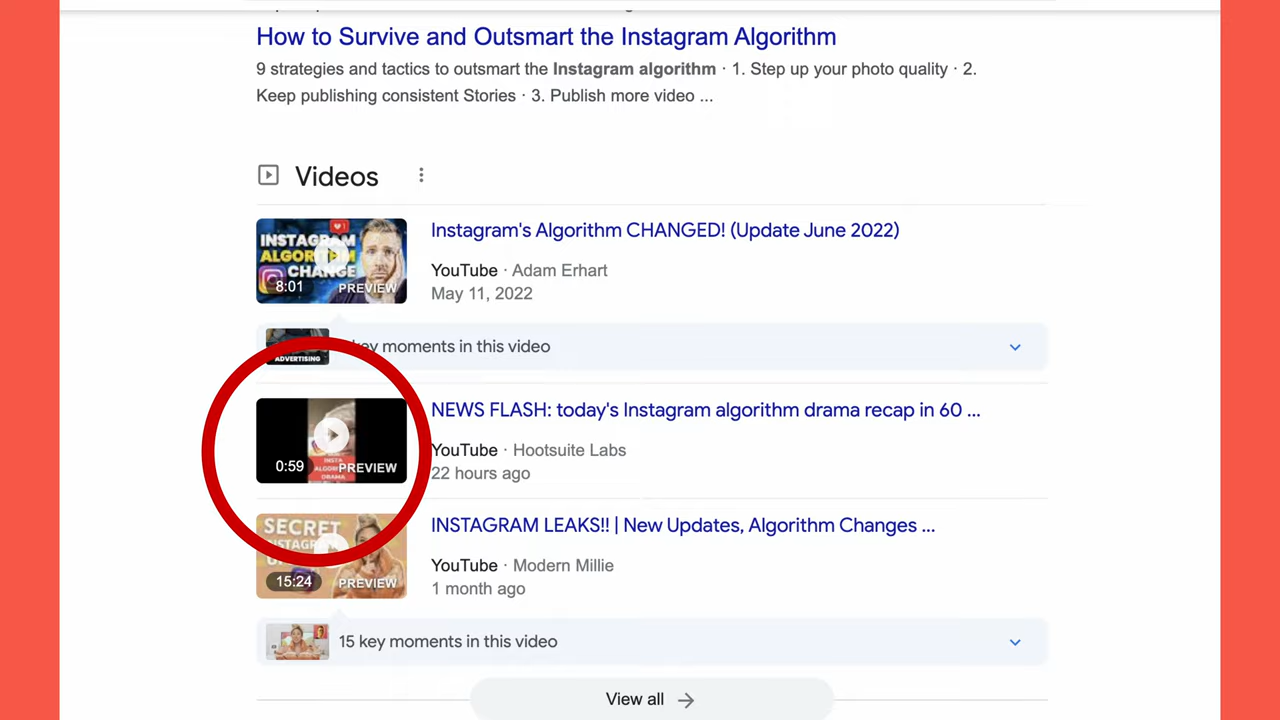 How to Survive and Outsmart the Instagram Algorithm
9 strategies and tactics to outsmart the Instagram algorithm · 1. Step up your photo quality · 2.
Keep publishing consistent Stories · 3. Publish more video ...
Videos
INSTAGRAM
ALGORITHM
CHANGE
8:01 PREVIEW
Instagram's Algorithm CHANGED! (Update June 2022)
YouTube · Adam Erhart
May 11, 2022
ADVERTISING
key moments in this video
INSTA
ALGORITHM
DRAMA
0:59 PREVIEW
NEWS FLASH: today's Instagram algorithm drama recap in 60 ...
YouTube · Hootsuite Labs
22 hours ago
SECRET
INSTAGRAM
15:24 PREVIEW
INSTAGRAM LEAKS!! | New Updates, Algorithm Changes ...
YouTube · Modern Millie
1 month ago
15 key moments in this video
View all